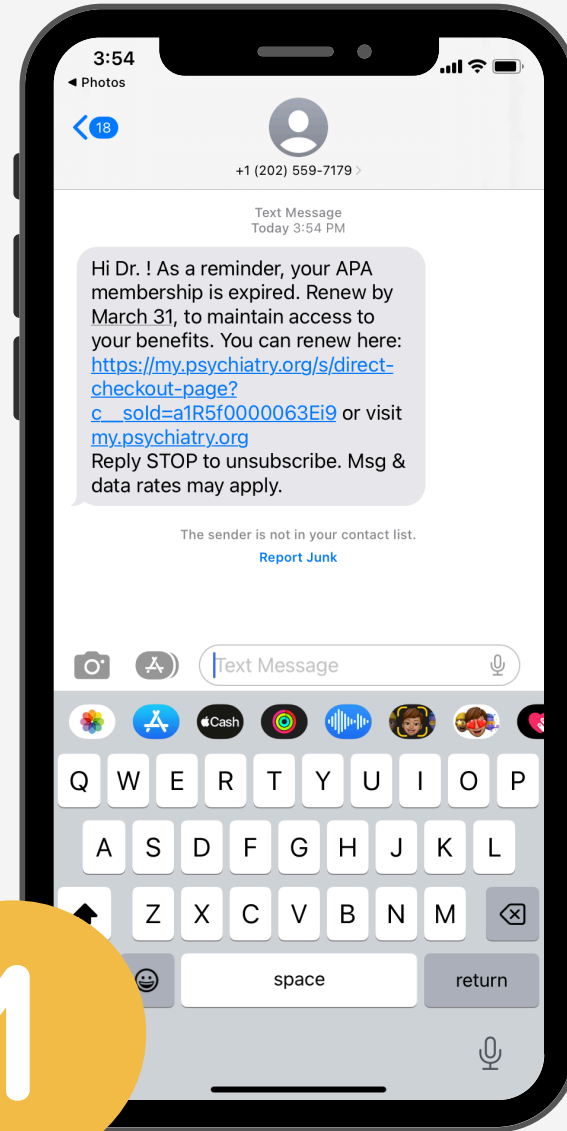 3:54
◀ Photos
18
+1 (202) 559-7179 >
Text Message
Today 3:54 PM
Hi Dr. ! As a reminder, your APA
membership is expired. Renew by
March 31, to maintain access to
your benefits. You can renew here:
https://my.psychiatry.org/s/direct-
checkout-page?
c__soId=a1R5f0000063Ei9 or visit
my.psychiatry.org
Reply STOP to unsubscribe. Msg &
data rates may apply.
The sender is not in your contact list.
Report Junk
Text Message
Cash
Q W E R T Y U I O P
A S D F G H J K L
Z X C V B N M
space return
1